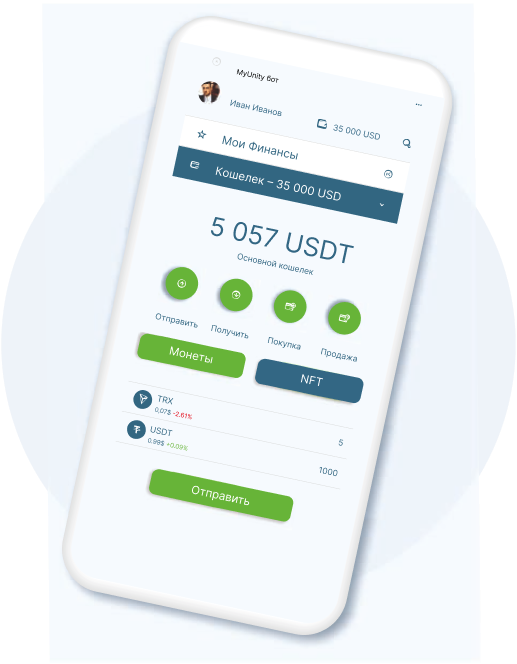 MyUnity бот
Иван Иванов
35 000 USD
Мои Финансы
Кошелек – 35 000 USD
5 057 USDT
Основной кошелек
Отправить
Получить
Покупка
Продажа
Монеты
NFT
TRX
0,07$ -2.61%
5
USDT
0.99$ +0.09%
1000
Отправить